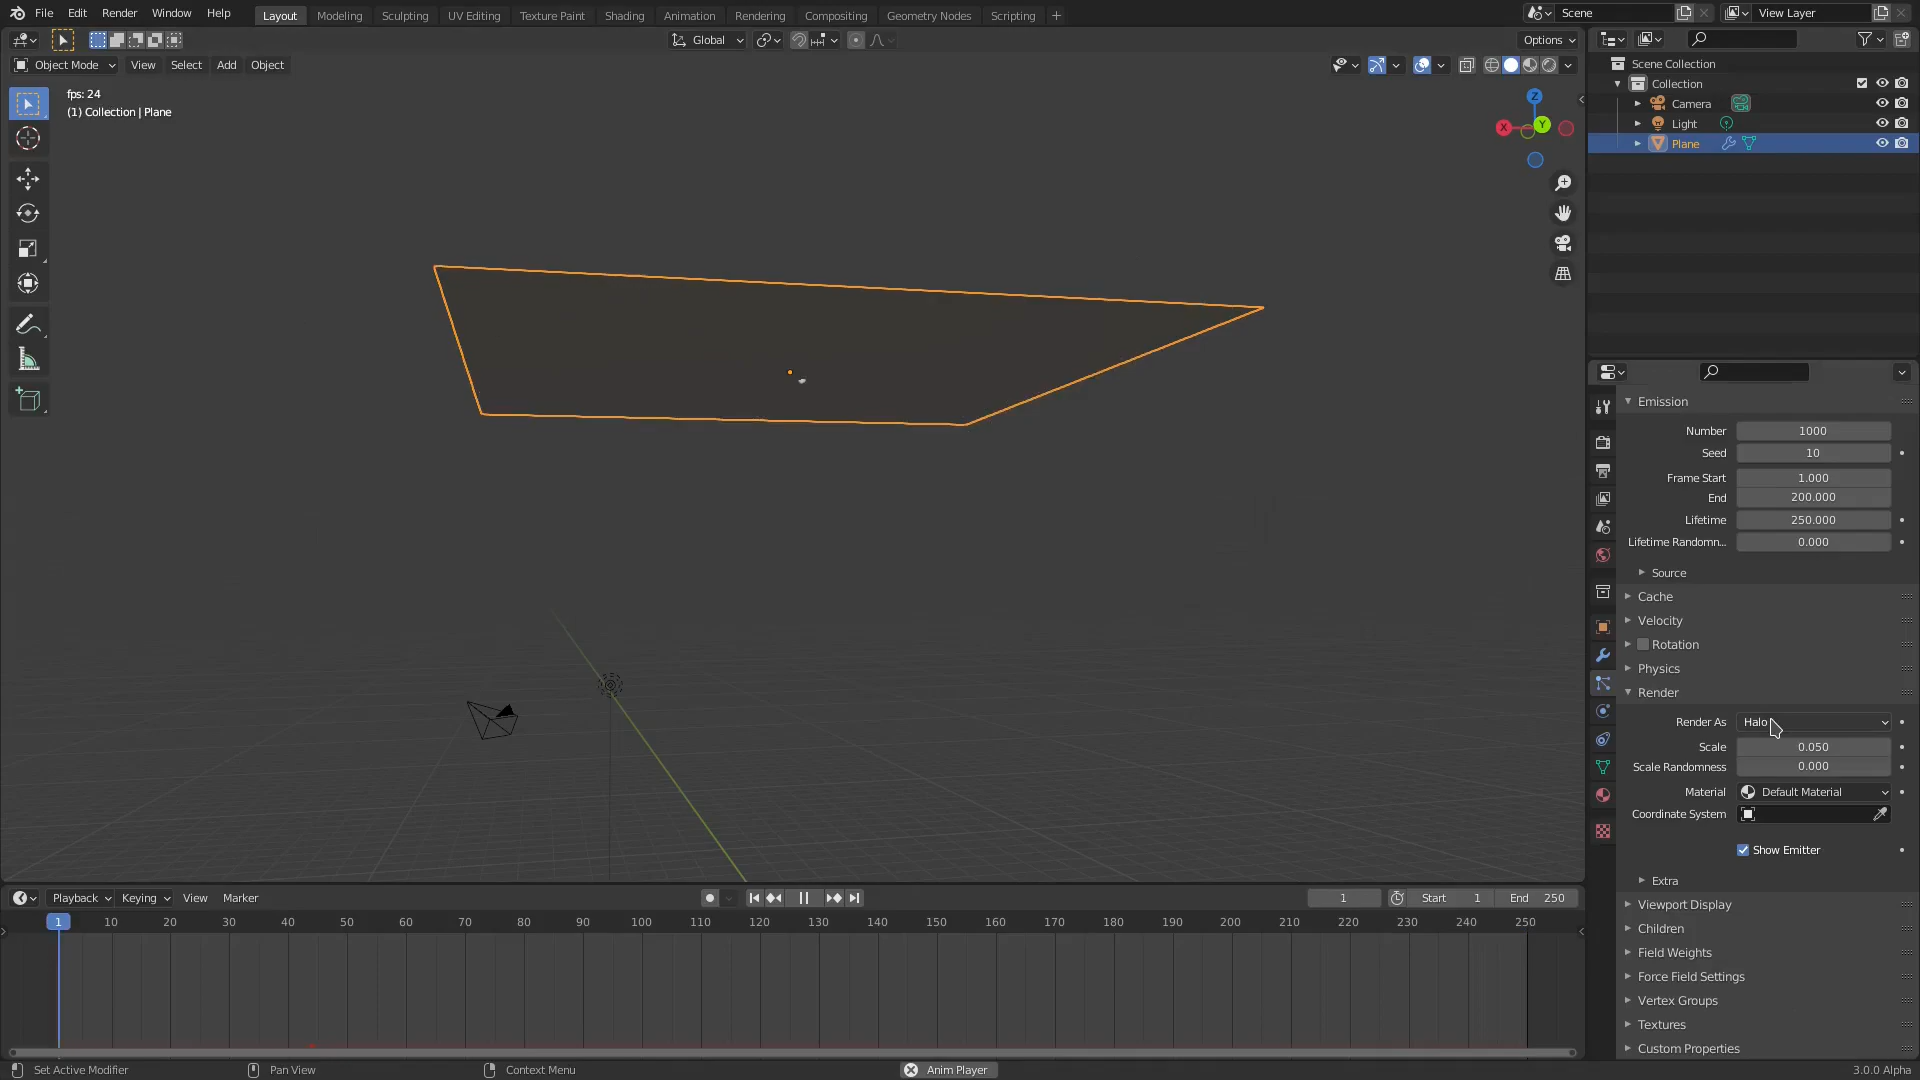 File Edit Render Window Help
Layout Modeling Sculpting UV Editing Texture Paint Shading Animation Rendering Compositing Geometry Nodes Scripting +
Scene
View Layer
Global
Options
Object Mode View Select Add Object
fps: 24
(1) Collection | Plane
Z
X
Y
Scene Collection
Collection
Camera
Light
Plane
Emission
Number 1000
Seed 10
Frame Start 1.000
End 200.000
Lifetime 250.000
Lifetime Randomn... 0.000
Source
Cache
Velocity
Rotation
Physics
Render
Render As Halo
Scale 0.050
Scale Randomness 0.000
Material Default Material
Coordinate System
Show Emitter
Extra
Viewport Display
Children
Field Weights
Force Field Settings
Vertex Groups
Textures
Custom Properties
Playback Keying View Marker
1 Start 1 End 250
1 10 20 30 40 50 60 70 80 90 100 110 120 130 140 150 160 170 180 190 200 210 220 230 240 250
Set Active Modifier Pan View Context Menu Anim Player 3.0.0 Alpha